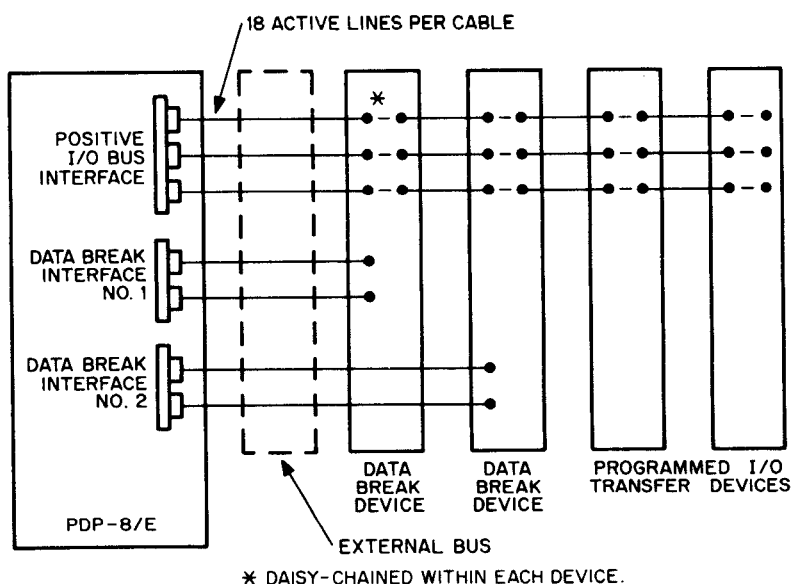 18 ACTIVE LINES PER CABLE
*
POSITIVE
I/O BUS
INTERFACE
DATA BREAK
INTERFACE
NO. 1
DATA BREAK
INTERFACE
NO. 2
PDP-8/E
DATA
BREAK
DEVICE
DATA
BREAK
DEVICE
PROGRAMMED I/O
TRANSFER DEVICES
EXTERNAL BUS
* DAISY-CHAINED WITHIN EACH DEVICE.